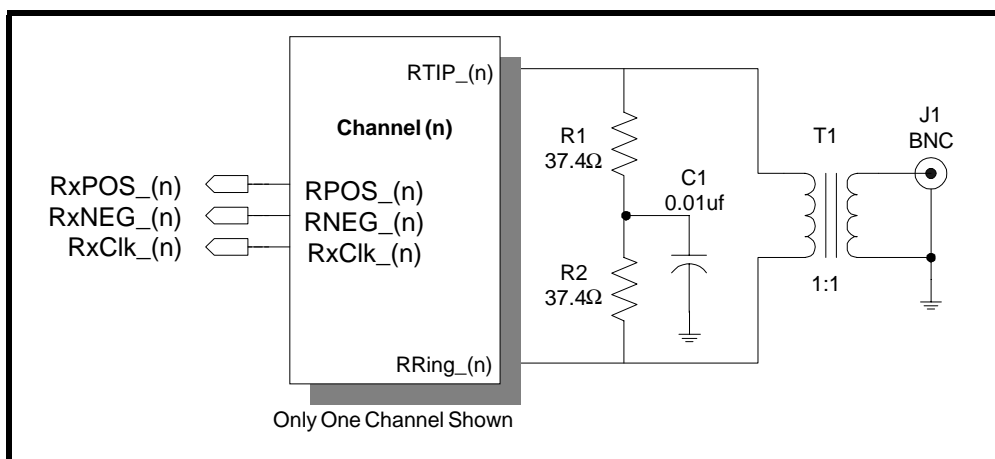 RTIP_(n)
Channel (n)
RxPOS_(n)
RxNEG_(n)
RxClk_(n)
RPOS_(n)
RNEG_(n)
RxClk_(n)
RRing_(n)
R1
37.4Ω
C1
0.01uf
R2
37.4Ω
T1
1:1
J1
BNC
Only One Channel Shown